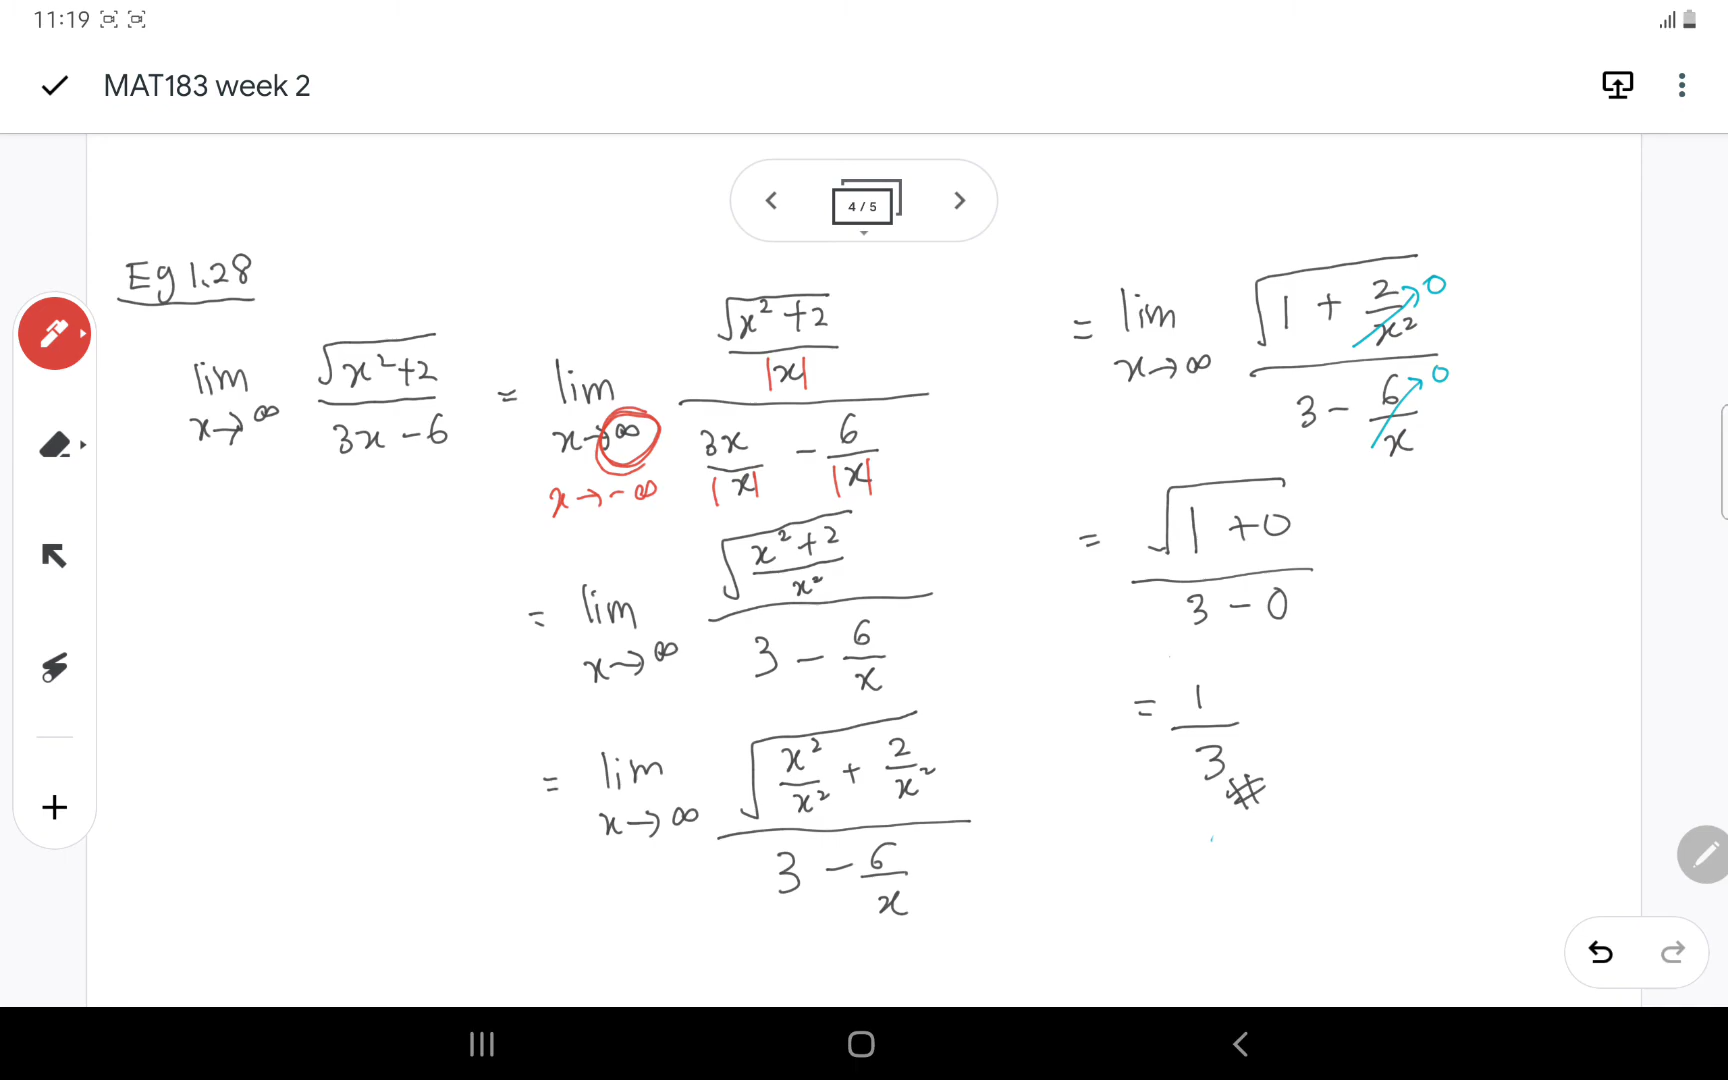 11:19
MAT183 week 2
4 / 5
Eg 1.28
lim x→∞ √(x²+2) / (3x − 6) = lim x→∞ (√(x²+2) / |x|) / (3x/|x| − 6/|x|)
x→−∞
= lim x→∞ √((x²+2)/x²) / (3 − 6/x)
= lim x→∞ √(x²/x² + 2/x²) / (3 − 6/x)
= lim x→∞ √(1 + 2/x²) / (3 − 6/x)
0
0
= √(1 + 0) / (3 − 0)
= 1/3 #